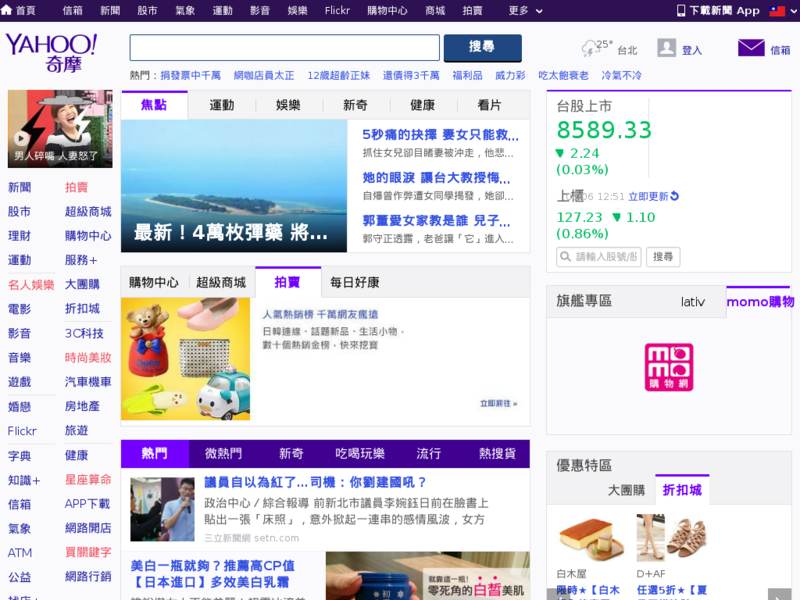 首頁 信箱 新聞 股市 氣象 運動 影音 娛樂 Flickr 購物中心 商城 拍賣 更多 下載新聞 App
YAHOO!
奇摩
搜尋
25° 台北
登入
信箱
熱門： 捐發票中千萬 網咖店員太正 12歲超齡正妹 還債得3千萬 福利品 威力彩 吃太飽衰老 冷氣不冷
男人碎嘴 人妻怒了
新聞 拍賣
股市 超級商城
理財 購物中心
運動 服務+
名人娛樂 大團購
電影 折扣城
影音 3C科技
音樂 時尚美妝
遊戲 汽車機車
婚戀 房地產
Flickr 旅遊
字典 健康
知識+ 星座算命
信箱 APP下載
氣象 網路開店
ATM 買關鍵字
公益 網路行銷
焦點 運動 娛樂 新奇 健康 看片
最新！4萬枚彈藥 將...
5秒痛的抉擇 妻女只能救...
抓住女兒卻目睹妻被沖走，他悲...
她的眼淚 讓台大教授悔...
自爆曾作弊遭女同學揭發，她卻...
郭董愛女家教是誰 兒子...
郭守正透露，老爸讓「它」進入...
購物中心 超級商城 拍賣 每日好康
人氣熱銷榜 千萬網友瘋搶
日韓連線、話題新品、生活小物，
數十個熱銷金榜，快來挖寶
立即前往 »
熱門 微熱門 新奇 吃喝玩樂 流行 熱搜貨
議員自以為紅了...司機：你劉建國吼？
政治中心／綜合報導 前新北市議員李婉鈺日前在臉書上
貼出一張「床照」，意外掀起一連串的感情風波，女方
三立新聞網 setn.com
美白一瓶就夠？推薦高CP值
【日本進口】多效美白乳霜
就靠這一瓶!
零死角的白皙美肌
台股上市
8589.33
2.24
(0.03%)
上櫃 06 12:51 立即更新
127.23 1.10
(0.86%)
請輸入股號/股 搜尋
旗艦專區 lativ momo購物
momo
購物網
優惠特區
大團購 折扣城
白木屋
限時★【白木
D+AF
任選5折★【夏